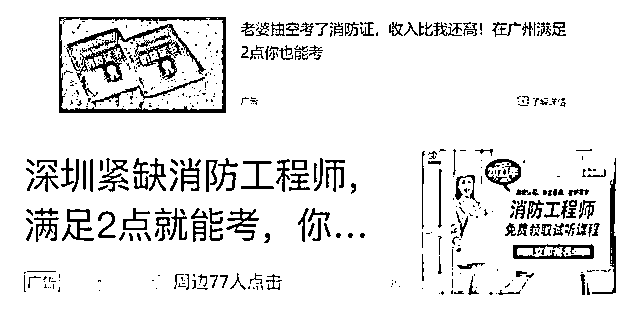 老婆抽空考了消防证，收入比我还高！在广州满足
2点你也能考
广告
了解详情
深圳紧缺消防工程师，
满足2点就能考，你...
广告
周边77人点击
消防工程师
免费领取试听课程